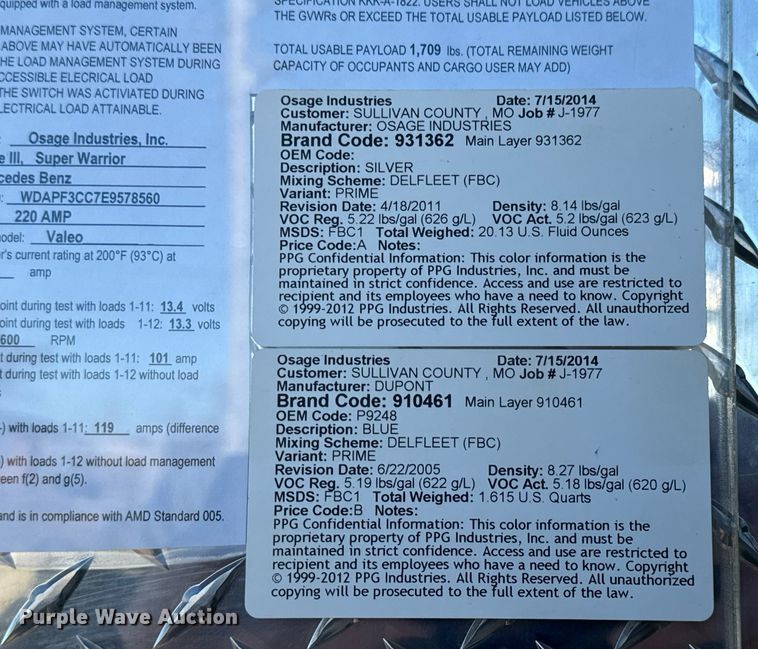 quipped with a load management system.
MANAGEMENT SYSTEM, CERTAIN
ABOVE MAY HAVE AUTOMATICALLY BEEN
HE LOAD MANAGEMENT SYSTEM DURING
CCESSIBLE ELECRICAL LOAD
THE SWITCH WAS ACTIVIATED DURING
LECTRICAL LOAD ATTAINABLE.
: Osage Industries, Inc.
e III, Super Warrior
cedes Benz
: WDAPF3CC7E9578560
220 AMP
odel: Valeo
r's current rating at 200°F (93°C) at
amp
oint during test with loads 1-11: 13.4 volts
oint during test with loads 1-12: 13.3 volts
600 RPM
t during test with loads 1-11: 101 amp
t during test with loads 1-12 without load
-) with loads 1-11: 119 amps (difference
) with loads 1-12 without load management
een f(2) and g(5).
and is in compliance with AMD Standard 005.
SPECIFICATION KKK-A-1822. USERS SHALL NOT LOAD VEHICLES ABOVE
THE GVWRs OR EXCEED THE TOTAL USABLE PAYLOAD LISTED BELOW.
TOTAL USABLE PAYLOAD 1,709 lbs. (TOTAL REMAINING WEIGHT
CAPACITY OF OCCUPANTS AND CARGO USER MAY ADD)
Osage Industries Date: 7/15/2014
Customer: SULLIVAN COUNTY , MO Job # J-1977
Manufacturer: OSAGE INDUSTRIES
Brand Code: 931362 Main Layer 931362
OEM Code:
Description: SILVER
Mixing Scheme: DELFLEET (FBC)
Variant: PRIME
Revision Date: 4/18/2011 Density: 8.14 lbs/gal
VOC Reg. 5.22 lbs/gal (626 g/L) VOC Act. 5.2 lbs/gal (623 g/L)
MSDS: FBC1 Total Weighed: 20.13 U.S. Fluid Ounces
Price Code:A Notes:
PPG Confidential Information: This color information is the
proprietary property of PPG Industries, Inc. and must be
maintained in strict confidence. Access and use are restricted to
recipient and its employees who have a need to know. Copyright
© 1999-2012 PPG Industries. All Rights Reserved. All unauthorized
copying will be prosecuted to the full extent of the law.
Osage Industries Date: 7/15/2014
Customer: SULLIVAN COUNTY , MO Job # J-1977
Manufacturer: DUPONT
Brand Code: 910461 Main Layer 910461
OEM Code: P9248
Description: BLUE
Mixing Scheme: DELFLEET (FBC)
Variant: PRIME
Revision Date: 6/22/2005 Density: 8.27 lbs/gal
VOC Reg. 5.19 lbs/gal (622 g/L) VOC Act. 5.18 lbs/gal (620 g/L)
MSDS: FBC1 Total Weighed: 1.615 U.S. Quarts
Price Code:B Notes:
PPG Confidential Information: This color information is the
proprietary property of PPG Industries, Inc. and must be
maintained in strict confidence. Access and use are restricted to
recipient and its employees who have a need to know. Copyright
© 1999-2012 PPG Industries. All Rights Reserved. All unauthorized
copying will be prosecuted to the full extent of the law.
Purple Wave Auction